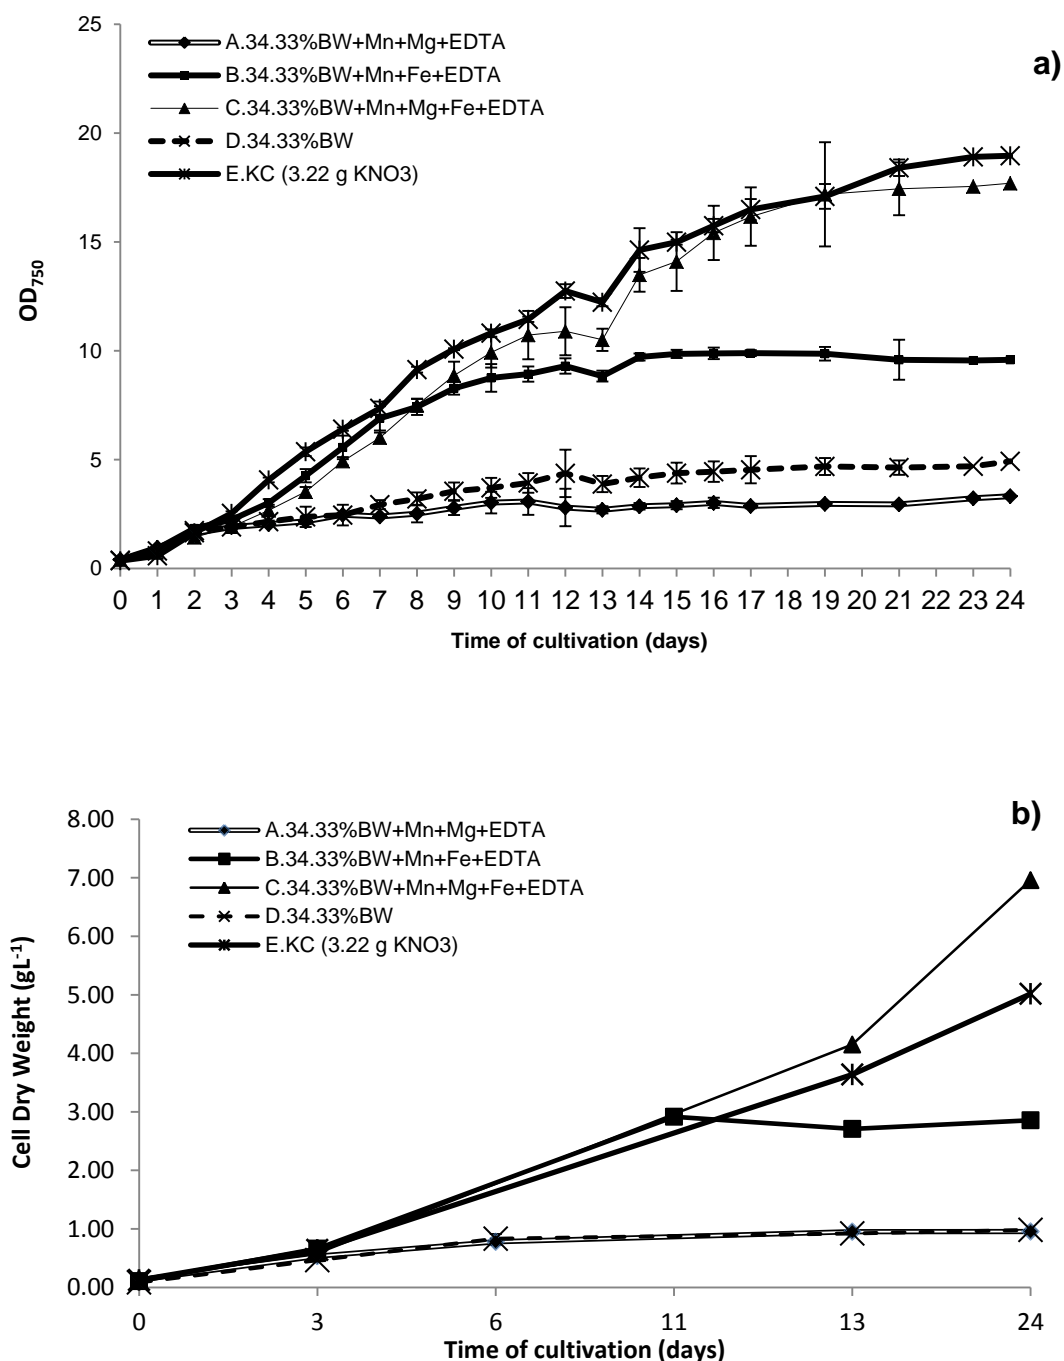 25
20
15
10
5
0
OD750
A.34.33%BW+Mn+Mg+EDTA
B.34.33%BW+Mn+Fe+EDTA
C.34.33%BW+Mn+Mg+Fe+EDTA
D.34.33%BW
E.KC (3.22 g KNO3)
a)
0 1 2 3 4 5 6 7 8 9 10 11 12 13 14 15 16 17 18 19 20 21 22 23 24
Time of cultivation (days)
8.00
7.00
6.00
5.00
4.00
3.00
2.00
1.00
0.00
Cell Dry Weight (gL-1)
A.34.33%BW+Mn+Mg+EDTA
B.34.33%BW+Mn+Fe+EDTA
C.34.33%BW+Mn+Mg+Fe+EDTA
D.34.33%BW
E.KC (3.22 g KNO3)
b)
0 3 6 11 13 24
Time of cultivation (days)